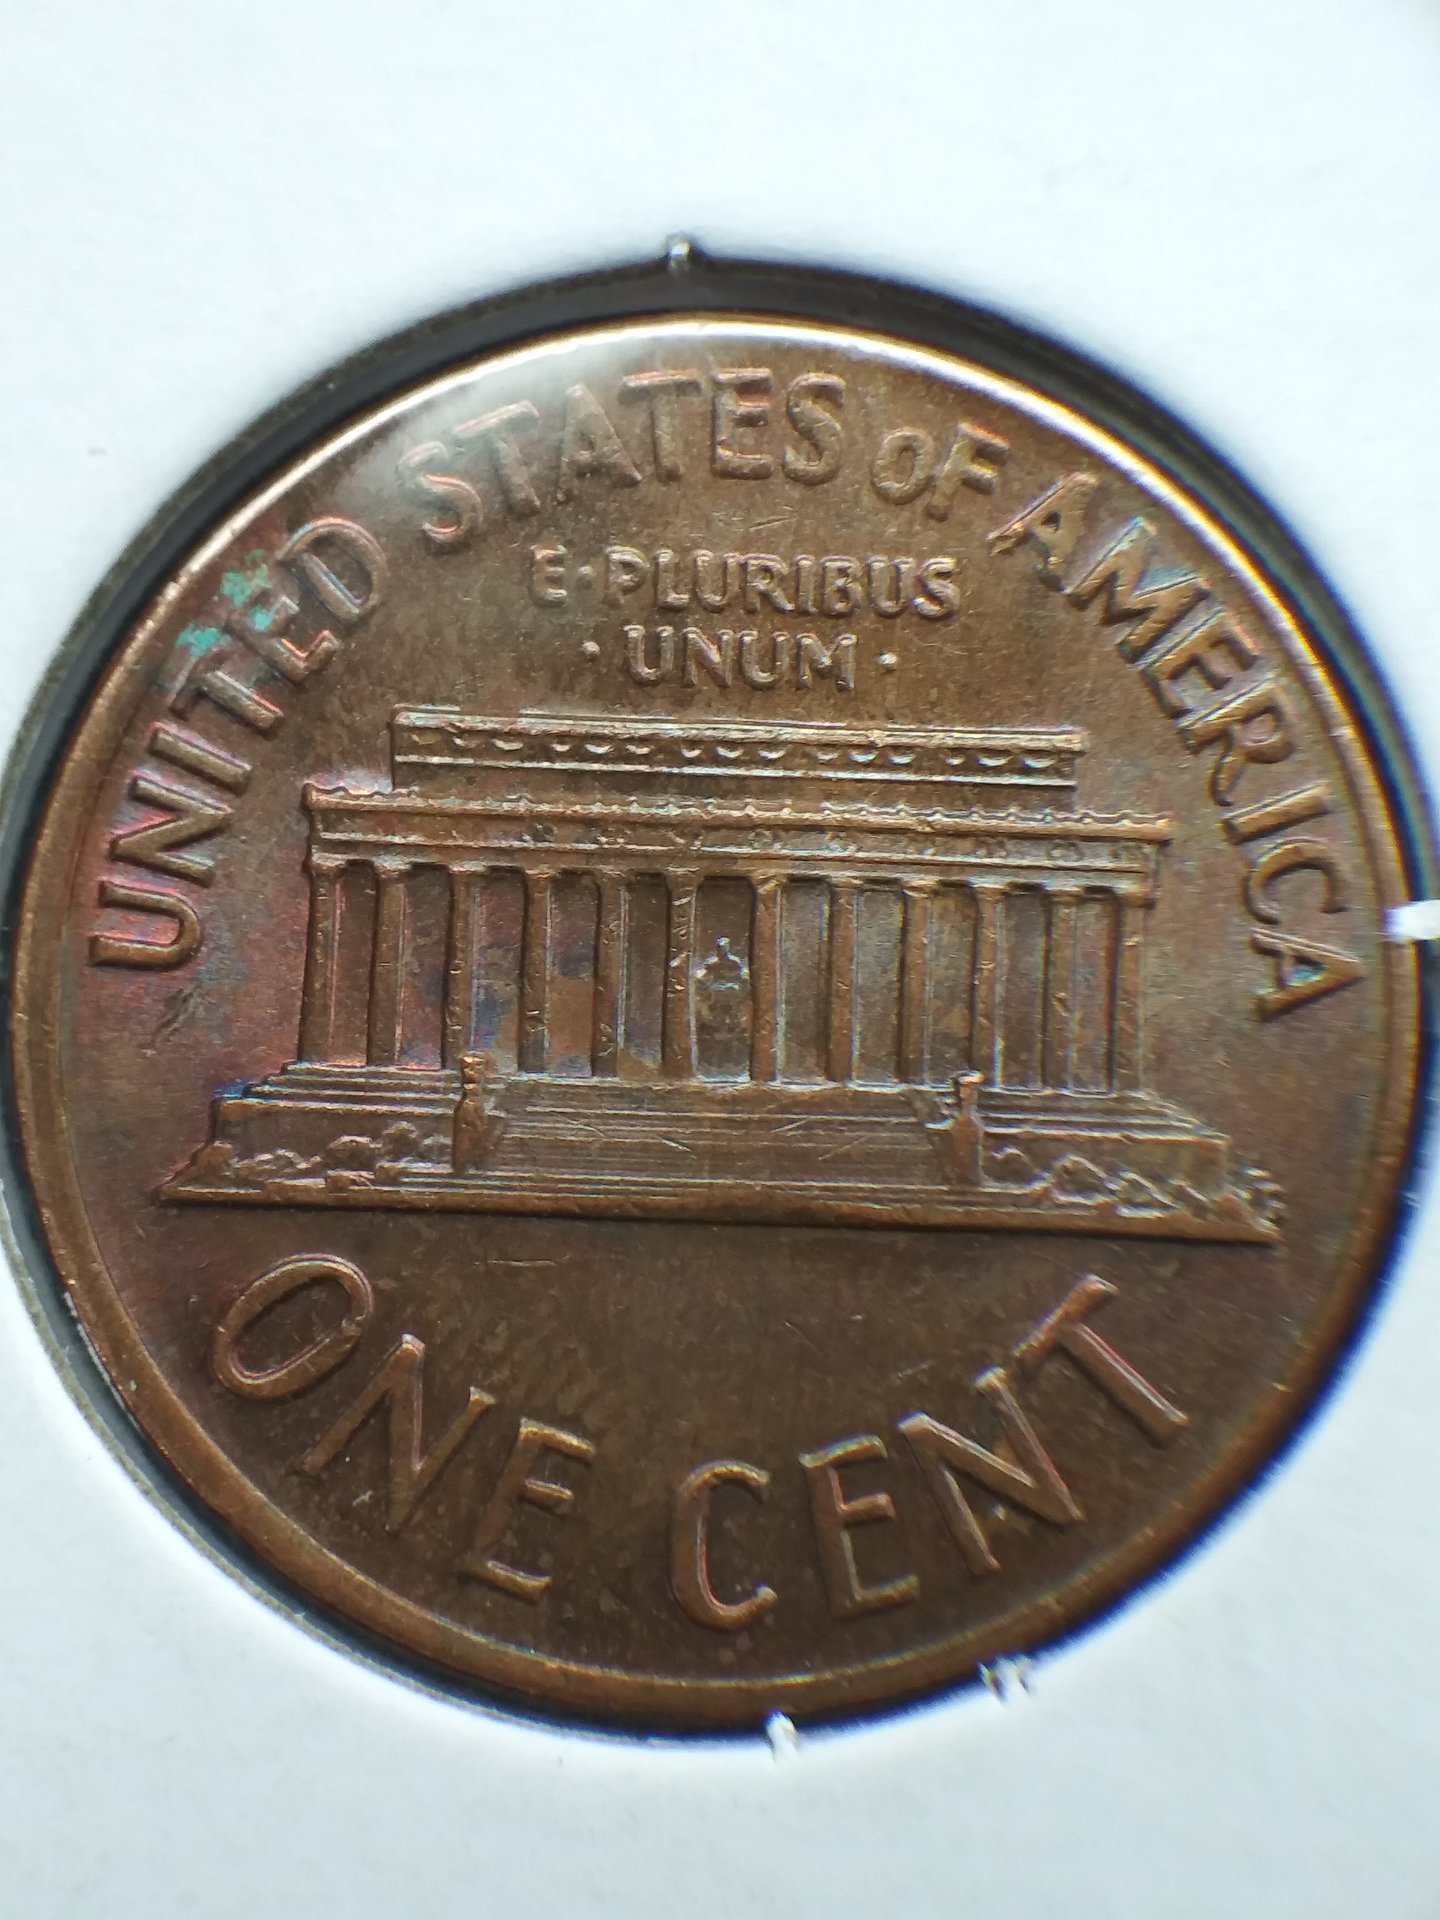 UNITED STATES OF AMERICA
E·PLURIBUS
·UNUM·
ONE CENT